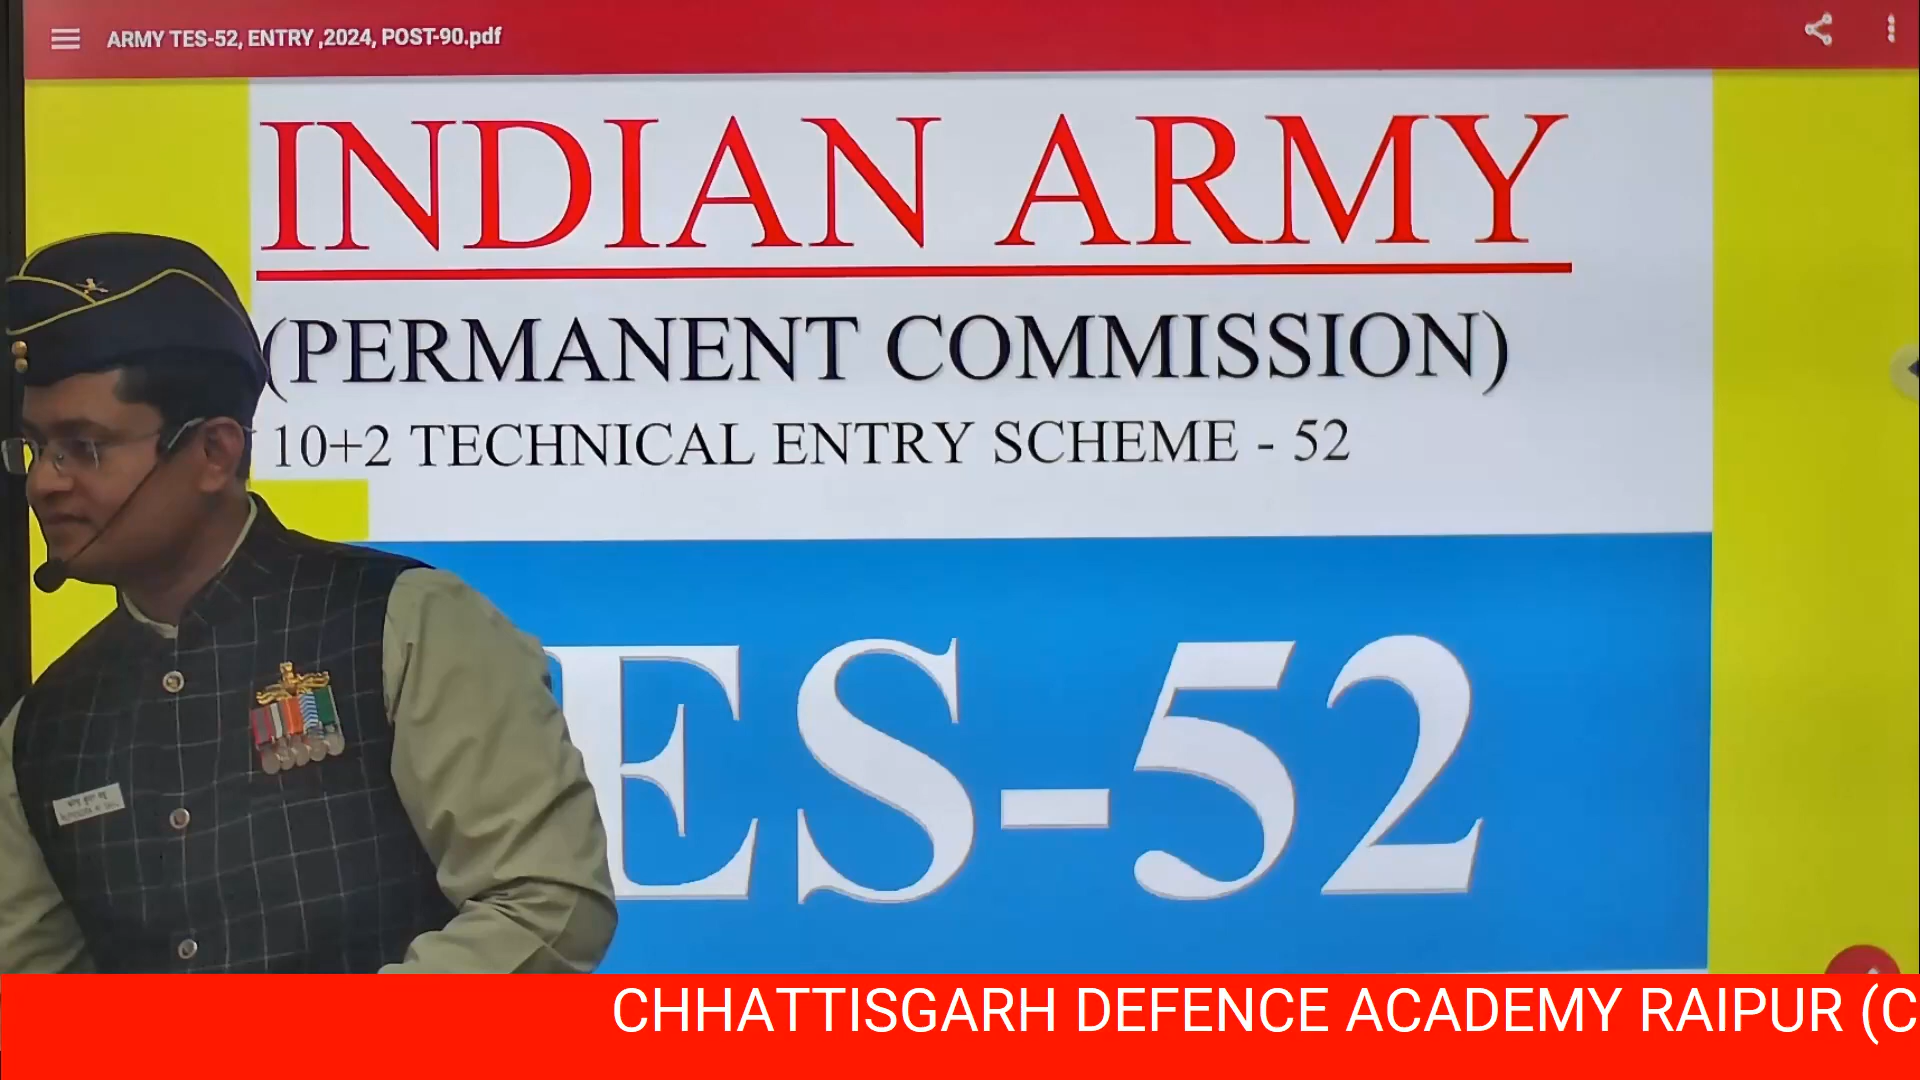 ARMY TES-52, ENTRY ,2024, POST-90.pdf
INDIAN ARMY
(PERMANENT COMMISSION)
10+2 TECHNICAL ENTRY SCHEME - 52
ES-52
CHHATTISGARH DEFENCE ACADEMY RAIPUR (C